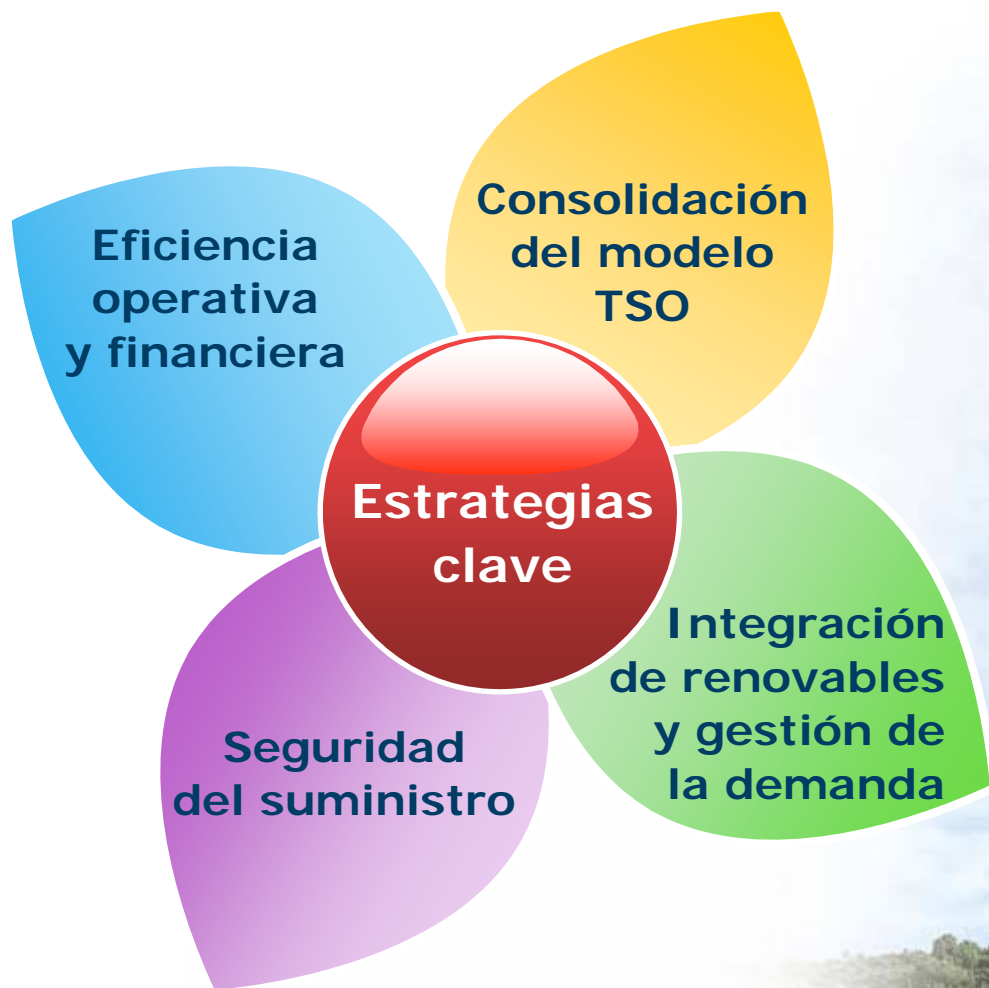 Consolidación
del modelo
TSO
Eficiencia
operativa
y financiera
Estrategias
clave
Integración
de renovables
y gestión de
la demanda
Seguridad
del suministro